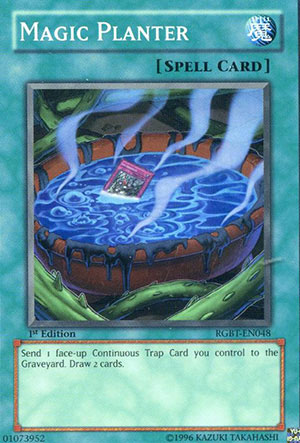 MAGIC PLANTER
魔
[SPELL CARD]
1st Edition
RGBT-EN048
Send 1 face-up Continuous Trap Card you control to the
Graveyard. Draw 2 cards.
01073952
©1996 KAZUKI TAKAHASHI